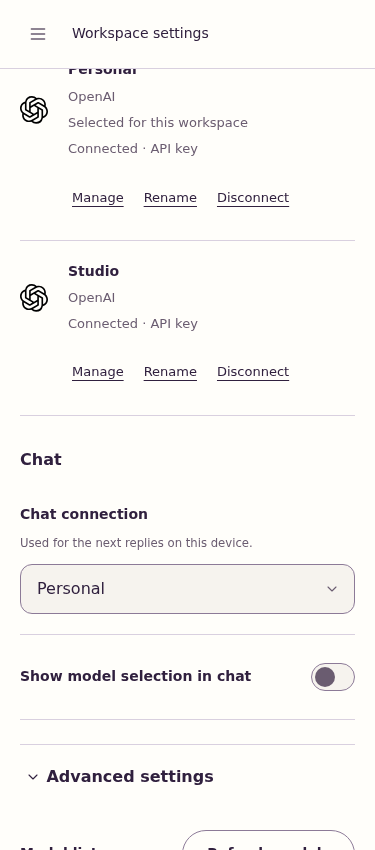 Workspace settings
Personal
OpenAI
Selected for this workspace
Connected · API key
Manage Rename Disconnect
Studio
OpenAI
Connected · API key
Manage Rename Disconnect
Chat
Chat connection
Used for the next replies on this device.
Personal
Show model selection in chat
Advanced settings